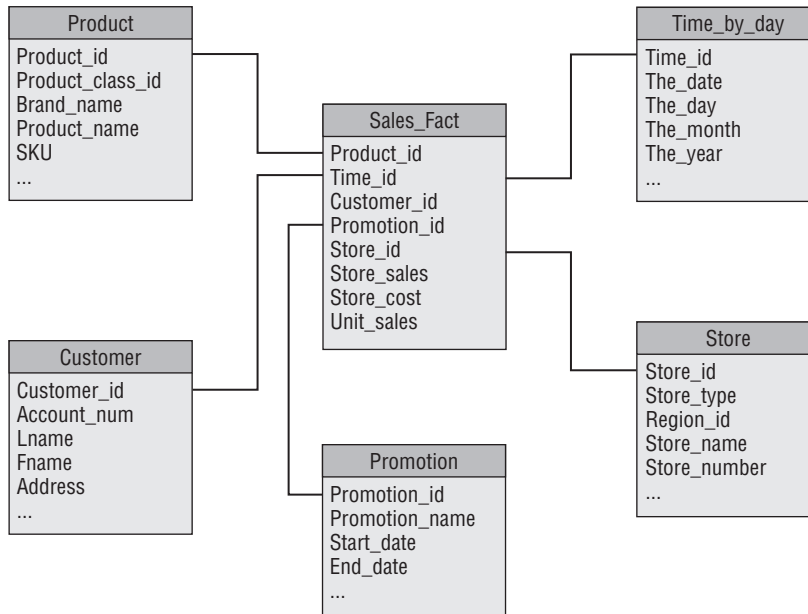 Product
Product_id
Product_class_id
Brand_name
Product_name
SKU
...
Time_by_day
Time_id
The_date
The_day
The_month
The_year
...
Sales_Fact
Product_id
Time_id
Customer_id
Promotion_id
Store_id
Store_sales
Store_cost
Unit_sales
Customer
Customer_id
Account_num
Lname
Fname
Address
...
Promotion
Promotion_id
Promotion_name
Start_date
End_date
...
Store
Store_id
Store_type
Region_id
Store_name
Store_number
...